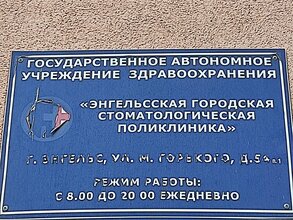 ГОСУДАРСТВЕННОЕ АВТОНОМНОЕ
УЧРЕЖДЕНИЕ ЗДРАВООХРАНЕНИЯ
«ЭНГЕЛЬССКАЯ ГОРОДСКАЯ
СТОМАТОЛОГИЧЕСКАЯ
ПОЛИКЛИНИКА»
Г. ЭНГЕЛЬС, УЛ. М. ГОРЬКОГО, Д.54
РЕЖИМ РАБОТЫ:
С 8.00 ДО 20 00 ЕЖЕДНЕВНО